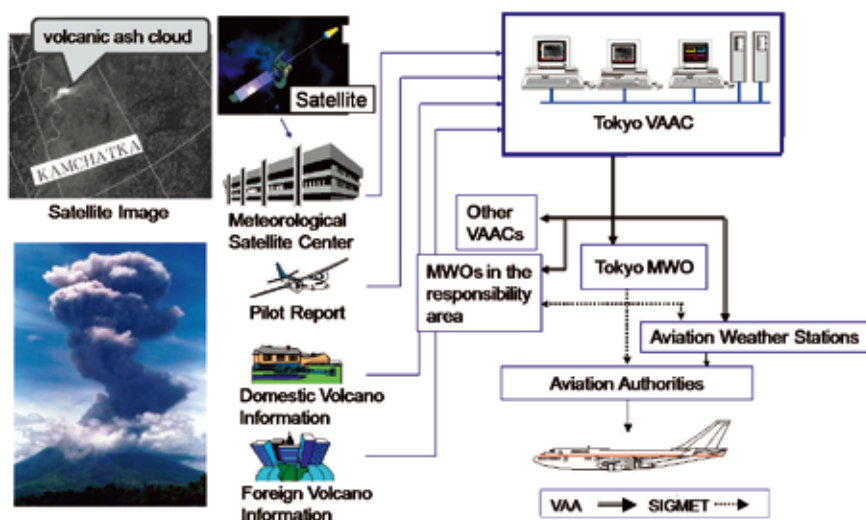 volcanic ash cloud
KAMCHATKA
Satellite Image
Satellite
Meteorological
Satellite Center
Pilot Report
Domestic Volcano
Information
Foreign Volcano
Information
Tokyo VAAC
Other
VAACs
MWOs in the
responsibility
area
Tokyo MWO
Aviation Weather Stations
Aviation Authorities
VAA SIGMET